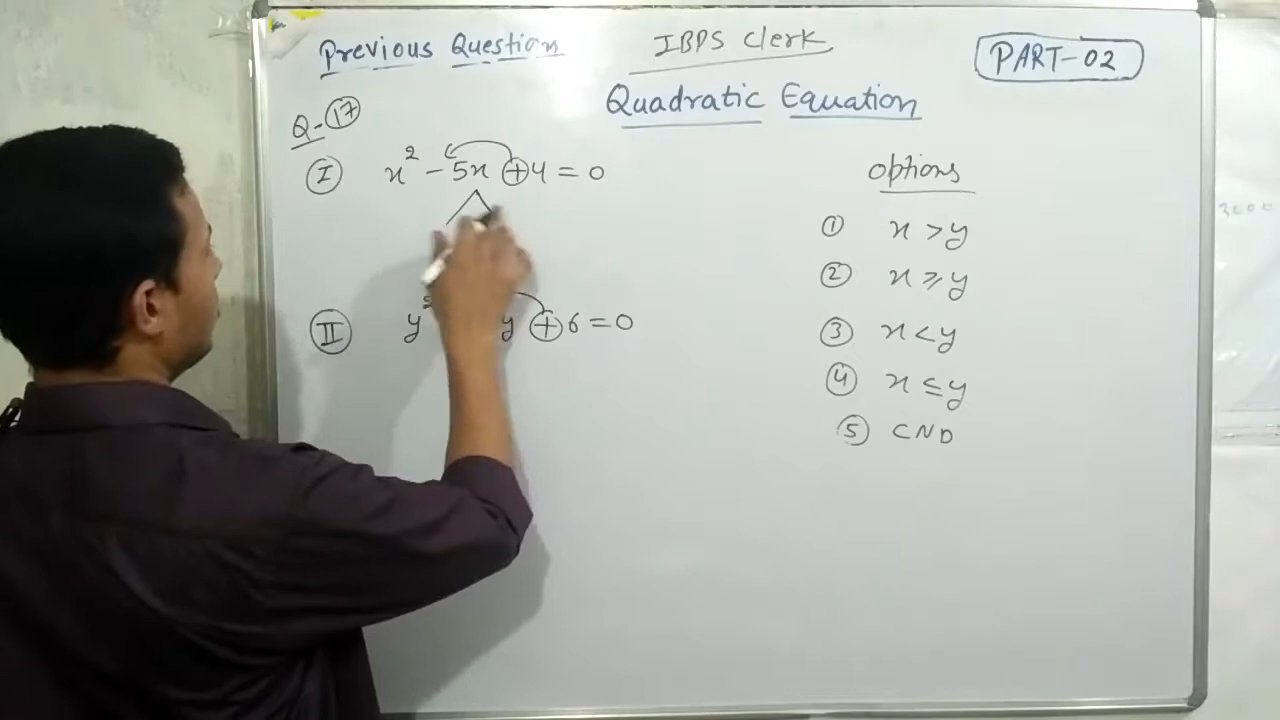 Previous Question IBPS Clerk PART-02
Quadratic Equation
Q-17
I x² - 5x + 4 = 0
II y y + 6 = 0
options
1 x > y
2 x ≥ y
3 x < y
4 x ≤ y
5 CND
3000